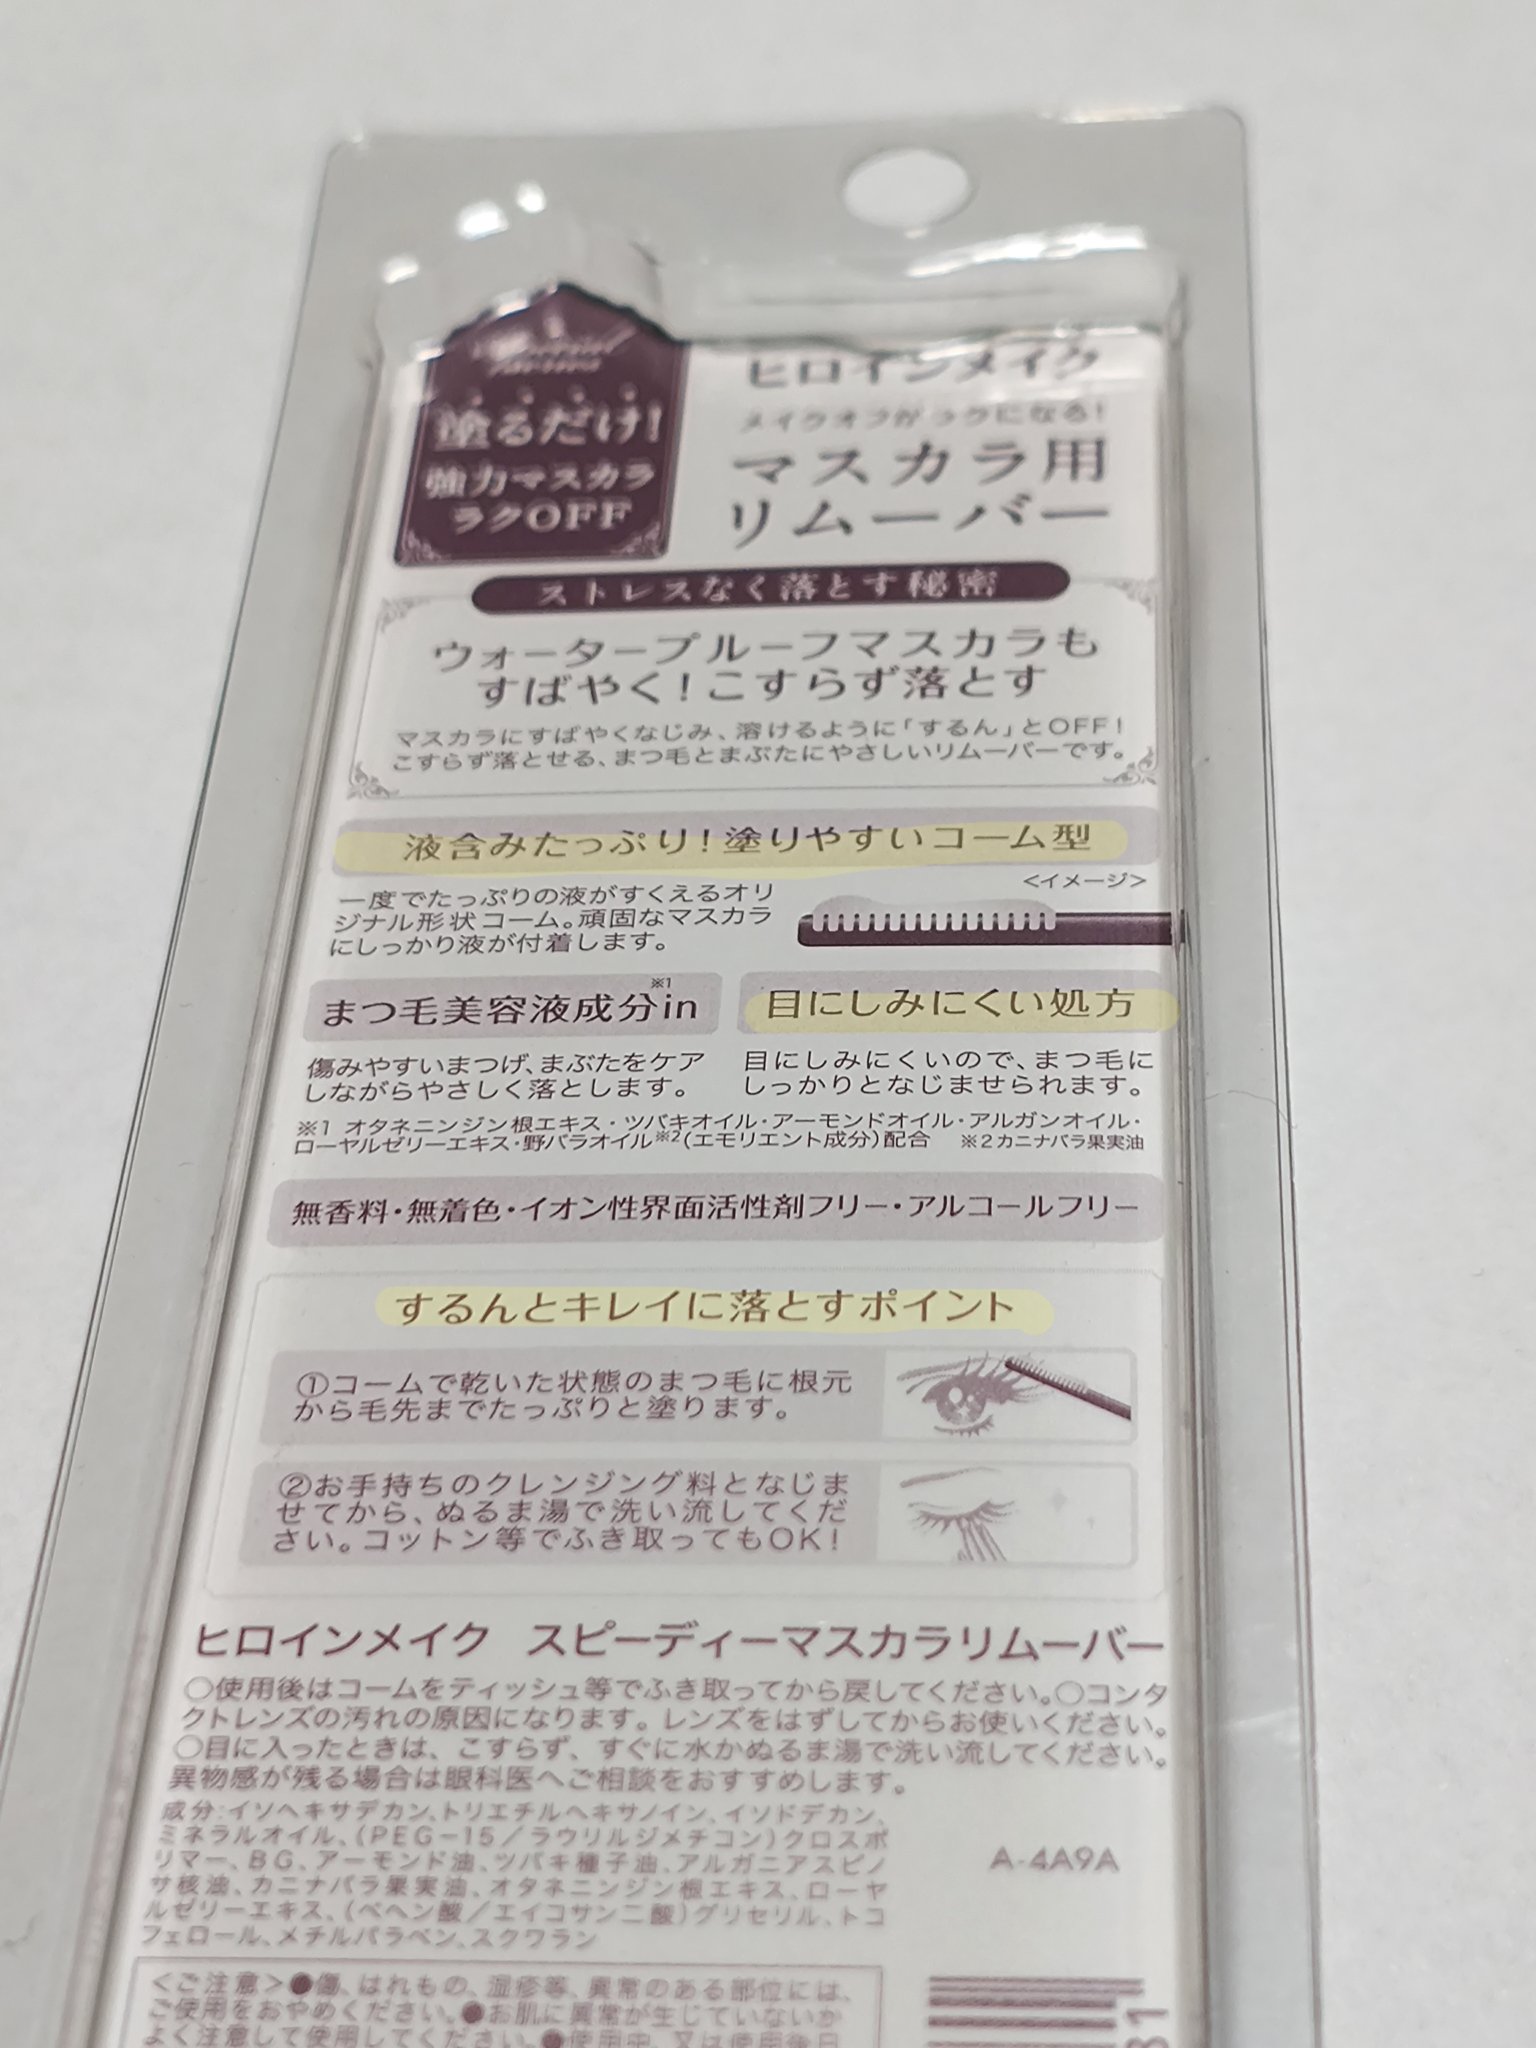 塗るだけ!
強力マスカラ
ラクOFF
ヒロインメイク
メイクオフがラクになる!
マスカラ用
リムーバー
ストレスなく落とす秘密
ウォータープルーフマスカラも
すばやく!こすらず落とす
マスカラにすばやくなじみ、溶けるように「するん」とOFF!
こすらず落とせる、まつ毛とまぶたにやさしいリムーバーです。
液含みたっぷり!塗りやすいコーム型
<イメージ>
一度でたっぷりの液がすくえるオリ
ジナル形状コーム。頑固なマスカラ
にしっかり液が付着します。
まつ毛美容液成分※1in
傷みやすいまつげ、まぶたをケア
しながらやさしく落とします。
目にしみにくい処方
目にしみにくいので、まつ毛に
しっかりとなじませられます。
※1 オタネニンジン根エキス・ツバキオイル・アーモンドオイル・アルガンオイル・
ローヤルゼリーエキス・野バラオイル※2(エモリエント成分)配合 ※2カニナバラ果実油
無香料・無着色・イオン性界面活性剤フリー・アルコールフリー
するんとキレイに落とすポイント
①コームで乾いた状態のまつ毛に根元
から毛先までたっぷりと塗ります。
②お手持ちのクレンジング料となじま
せてから、ぬるま湯で洗い流してくだ
さい。コットン等でふき取ってもOK!
ヒロインメイク スピーディーマスカラリムーバー
○使用後はコームをティッシュ等でふき取ってから戻してください。○コンタ
クトレンズの汚れの原因になります。レンズをはずしてからお使いください。
○目に入ったときは、こすらず、すぐに水かぬるま湯で洗い流してください。
異物感が残る場合は眼科医へご相談をおすすめします。
成分:イソヘキサデカン、トリエチルヘキサノイン、イソドデカン、
ミネラルオイル、(PEG-15/ラウリルジメチコン)クロスポ
リマー、BG、アーモンド油、ツバキ種子油、アルガニアスピノ
サ核油、カニナバラ果実油、オタネニンジン根エキス、ローヤ
ルゼリーエキス、(ベヘン酸/エイコサン二酸)グリセリル、トコ
フェロール、メチルパラベン、スクワラン
A-4A9A
<ご注意>●傷、はれもの、湿疹等、異常のある部位には、
ご使用をおやめください。●お肌に異常が生じていないか
よく注意して使用してください。●使用中、又は使用後日